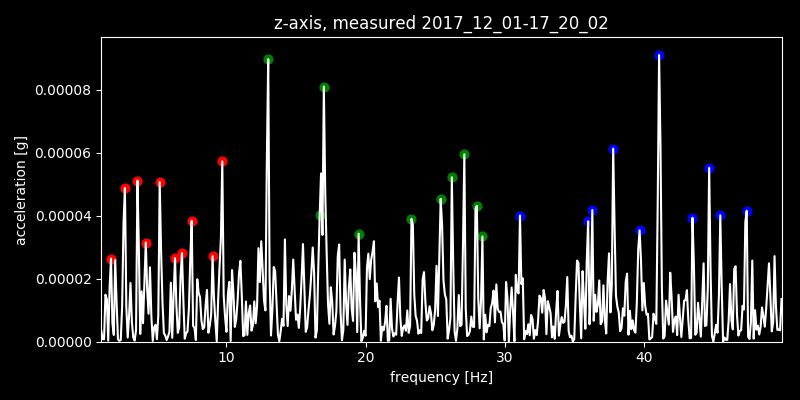 z-axis, measured 2017_12_01-17_20_02
0.00008
0.00006
0.00004
0.00002
0.00000
acceleration [g]
10 20 30 40
frequency [Hz]